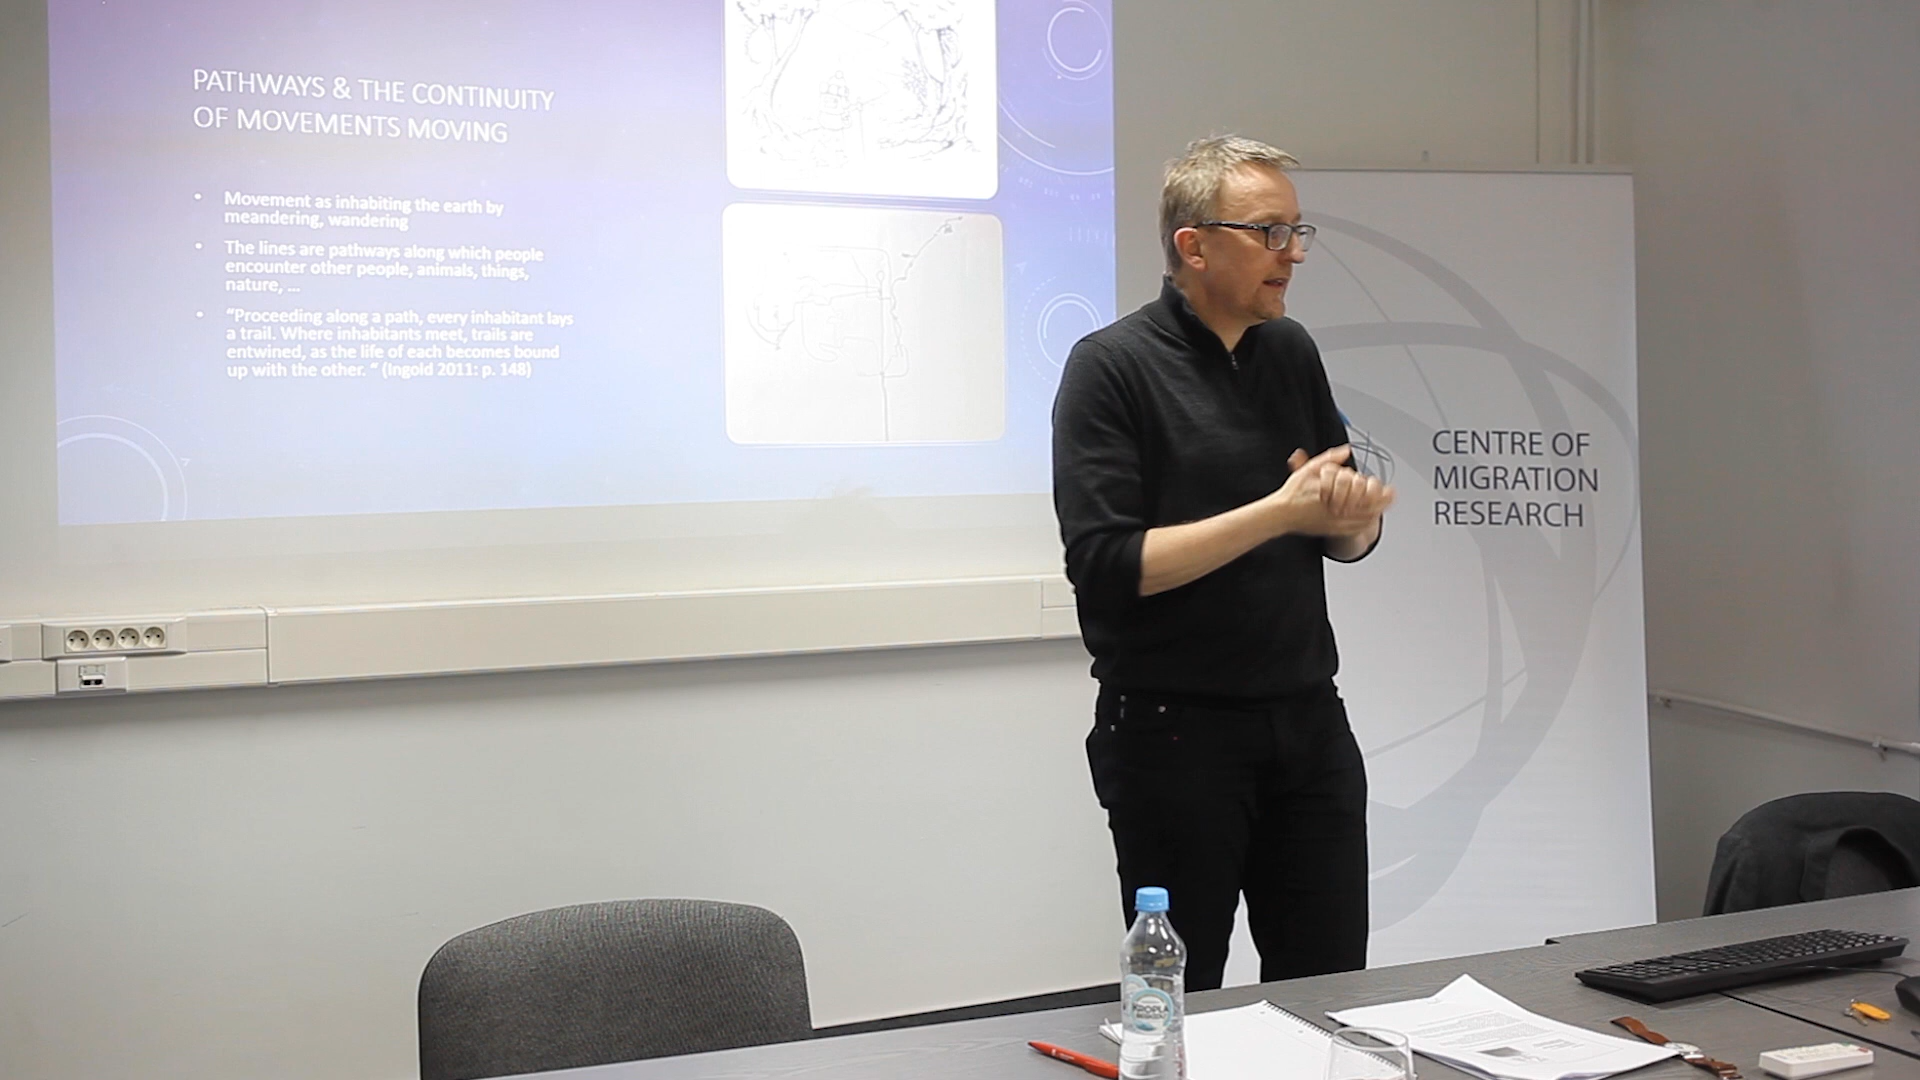 PATHWAYS & THE CONTINUITY
OF MOVEMENTS MOVING
• Movement as inhabiting the earth by
meandering, wandering
• The lines are pathways along which people
encounter other people, animals, things,
nature, ...
• “Proceeding along a path, every inhabitant lays
a trail. Where inhabitants meet, trails are
entwined, as the life of each becomes bound
up with the other. “ (Ingold 2011: p. 148)
CENTRE OF
MIGRATION
RESEARCH
KROPLA